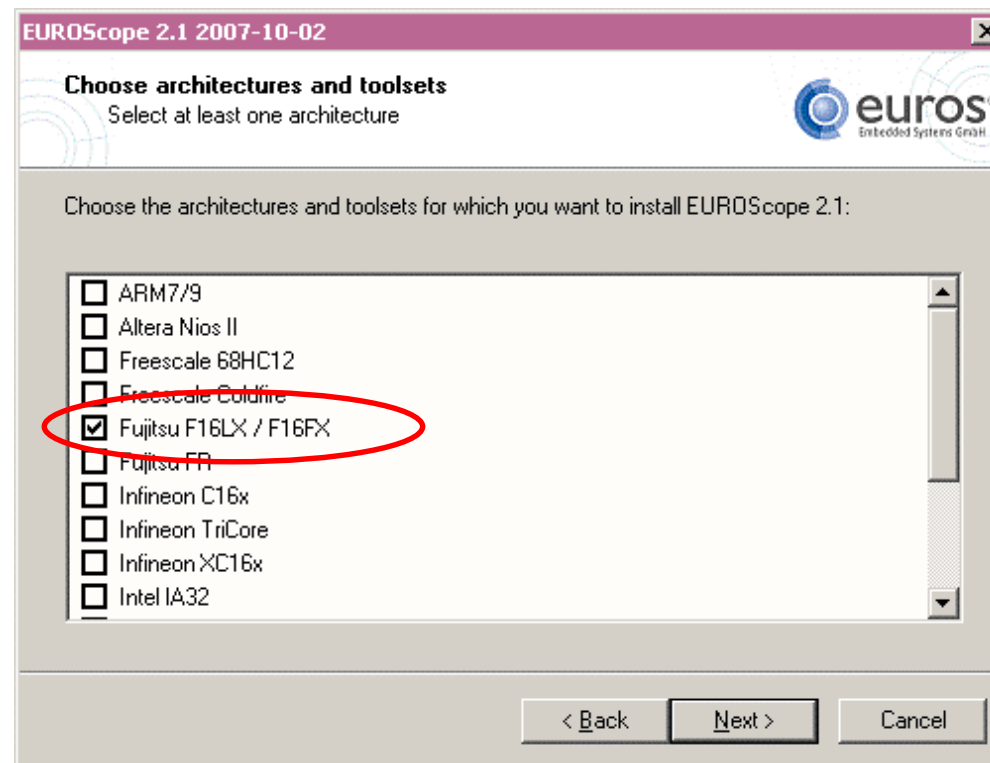 EUROScope 2.1 2007-10-02
Choose architectures and toolsets
Select at least one architecture
euros
Embedded Systems GmbH
Choose the architectures and toolsets for which you want to install EUROScope 2.1:
ARM7/9
Altera Nios II
Freescale 68HC12
Freescale Coldfire
Fujitsu F16LX / F16FX
Fujitsu FR
Infineon C16x
Infineon TriCore
Infineon XC16x
Intel IA32
< Back
Next >
Cancel